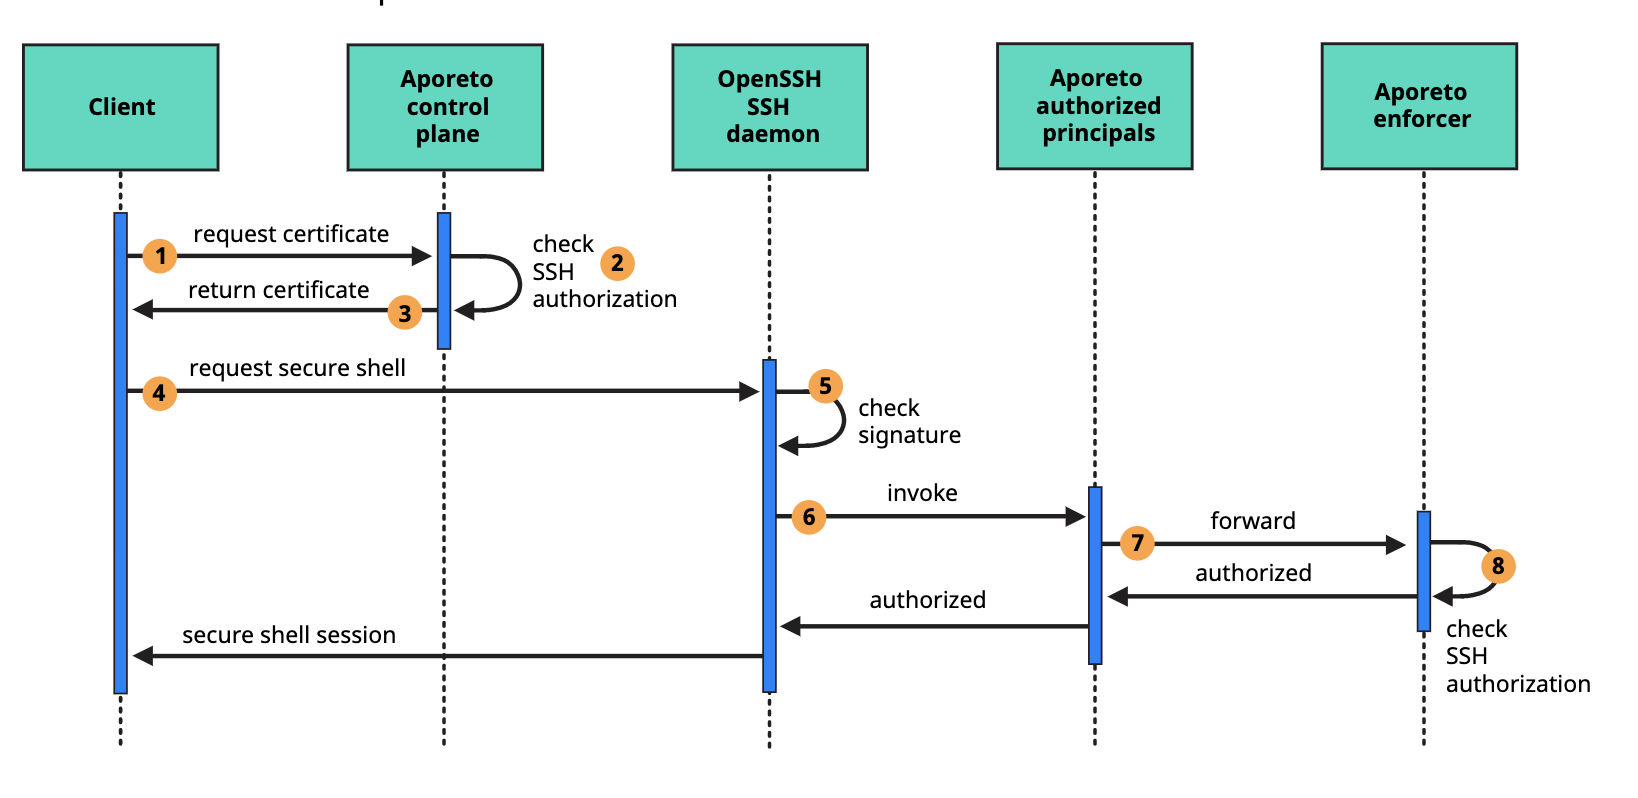 Client
Aporeto
control
plane
OpenSSH
SSH
daemon
Aporeto
authorized
principals
Aporeto
enforcer
request certificate
1
check
SSH
authorization
2
return certificate
3
request secure shell
4
5
check
signature
invoke
6
forward
7
8
authorized
authorized
check
SSH
authorization
secure shell session